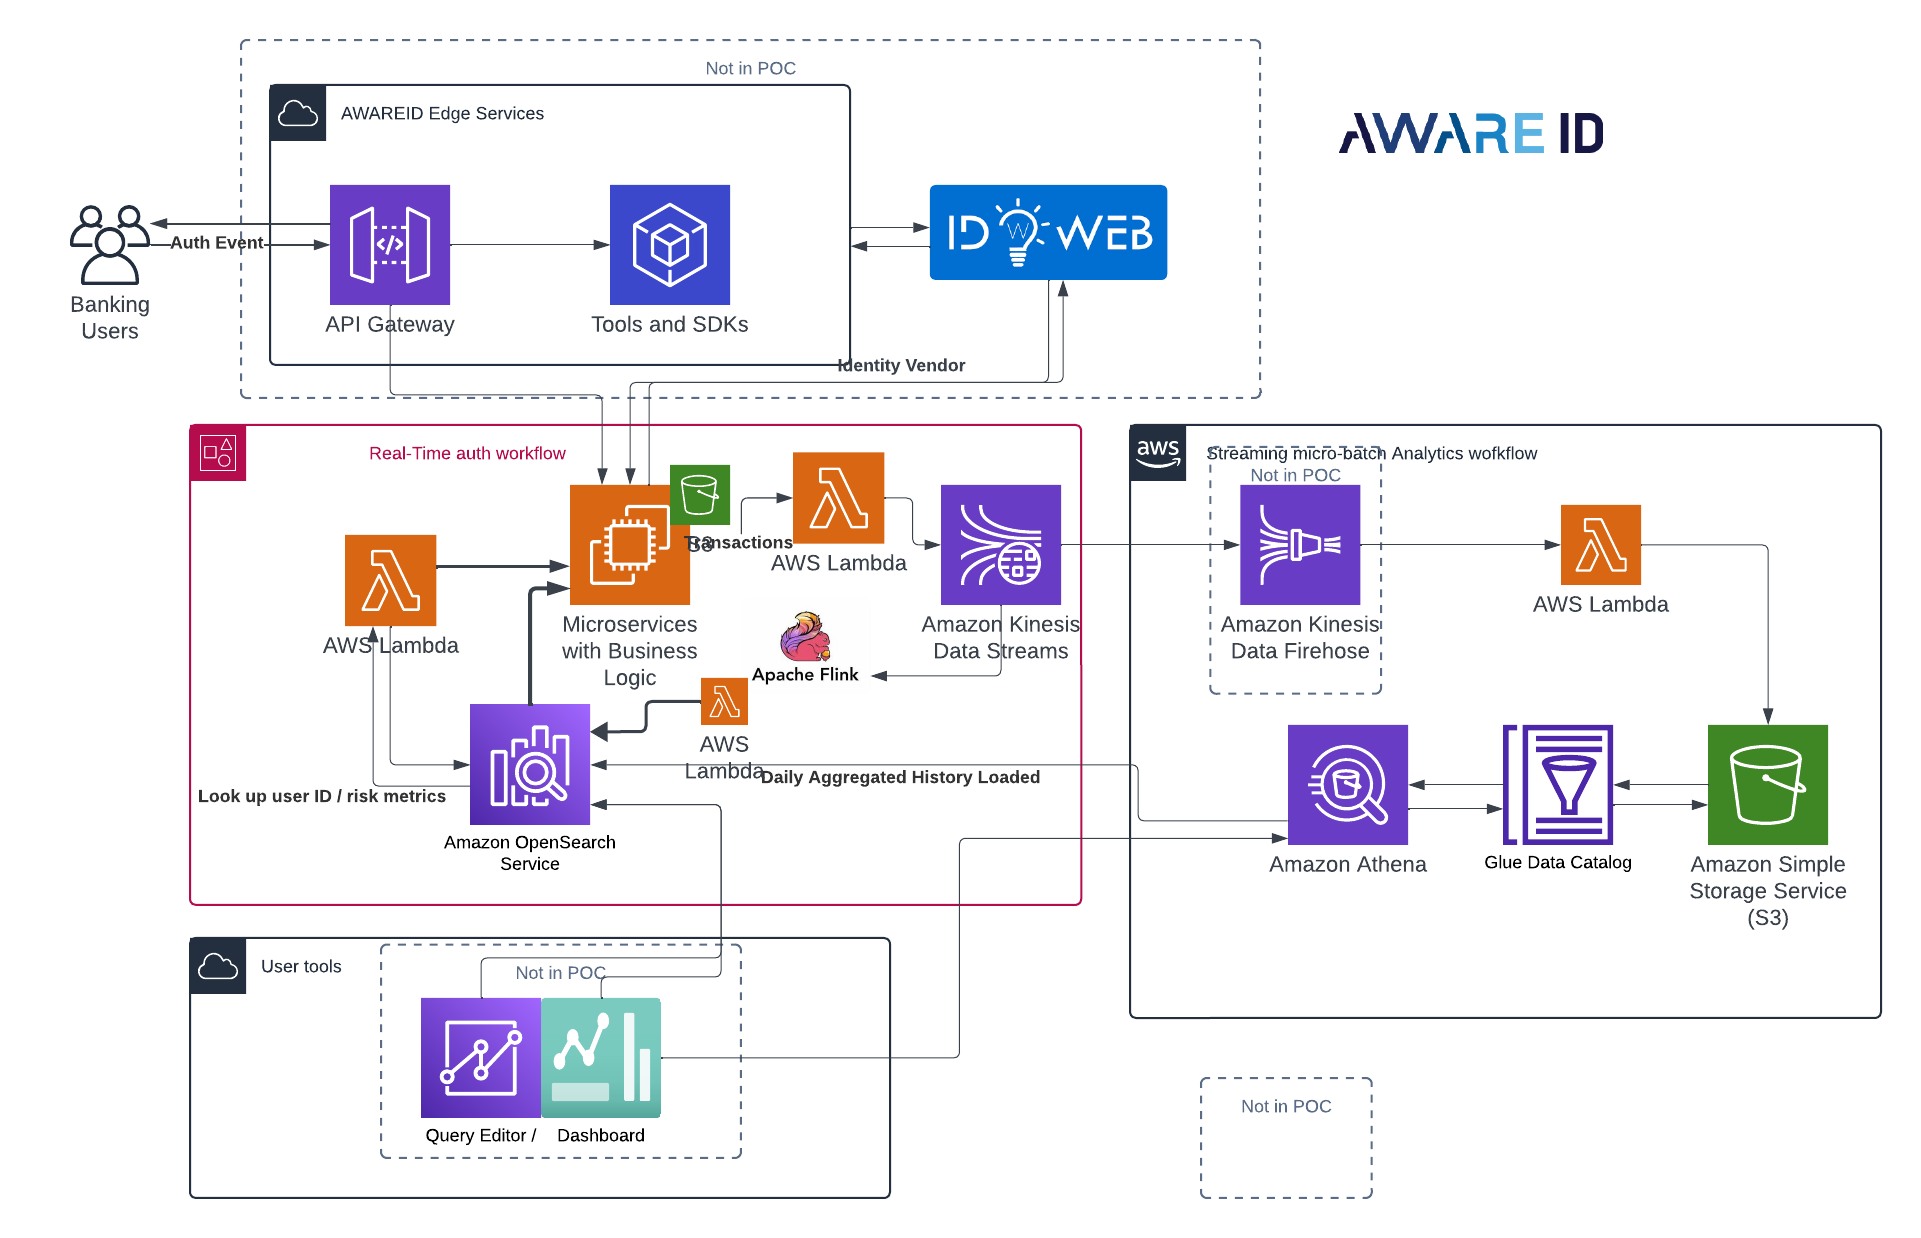 Not in POC
AWAREID Edge Services
AWARE ID
ID W WEB
</>
Auth Event
Banking
Users
API Gateway
Tools and SDKs
Identity Vendor
Real-Time auth workflow
aws
Streaming micro-batch Analytics wofkflow
Not in POC
S3
Transactions
AWS Lambda
AWS Lambda
AWS Lambda
Microservices
with Business
Logic
Amazon Kinesis
Data Streams
Amazon Kinesis
Data Firehose
Apache Flink
AWS
Lambda
Daily Aggregated History Loaded
Look up user ID / risk metrics
Amazon OpenSearch
Service
Amazon Athena
Glue Data Catalog
Amazon Simple
Storage Service
(S3)
User tools
Not in POC
Query Editor /
Dashboard
Not in POC